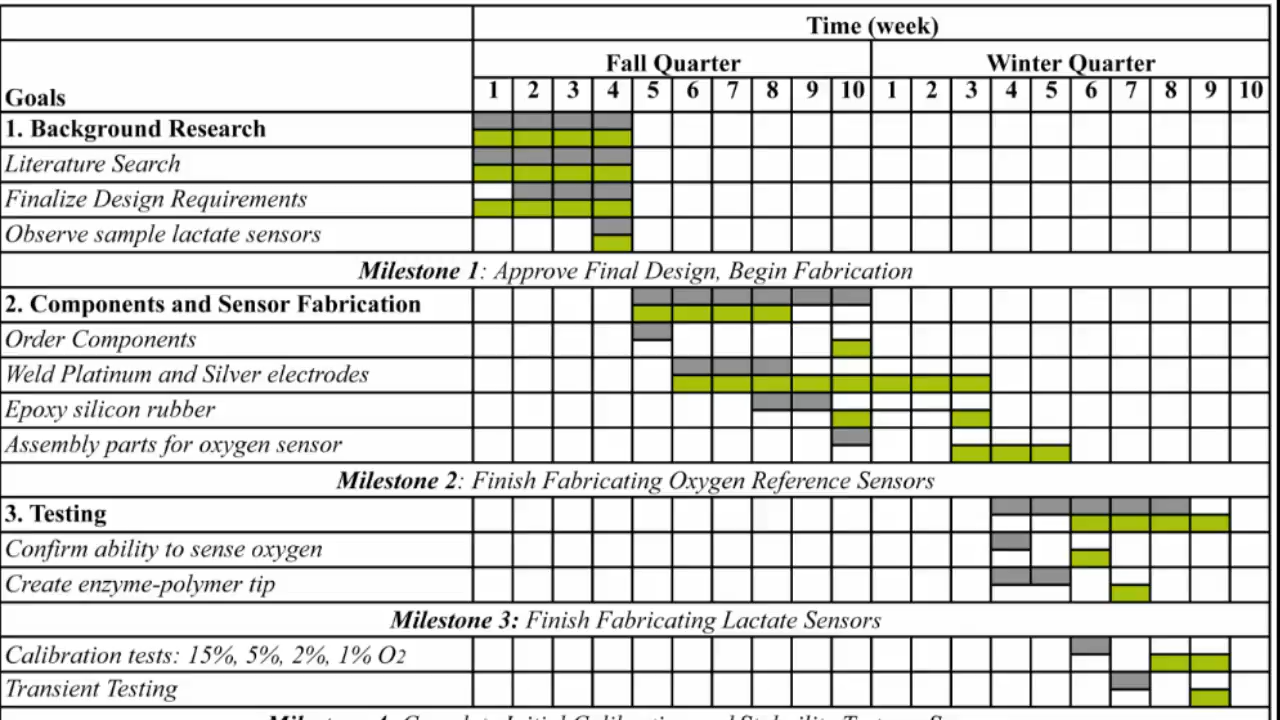 Time (week)
Fall Quarter Winter Quarter
Goals 1 2 3 4 5 6 7 8 9 10 1 2 3 4 5 6 7 8 9 10
1. Background Research
Literature Search
Finalize Design Requirements
Observe sample lactate sensors
Milestone 1: Approve Final Design, Begin Fabrication
2. Components and Sensor Fabrication
Order Components
Weld Platinum and Silver electrodes
Epoxy silicon rubber
Assembly parts for oxygen sensor
Milestone 2: Finish Fabricating Oxygen Reference Sensors
3. Testing
Confirm ability to sense oxygen
Create enzyme-polymer tip
Milestone 3: Finish Fabricating Lactate Sensors
Calibration tests: 15%, 5%, 2%, 1% O2
Transient Testing